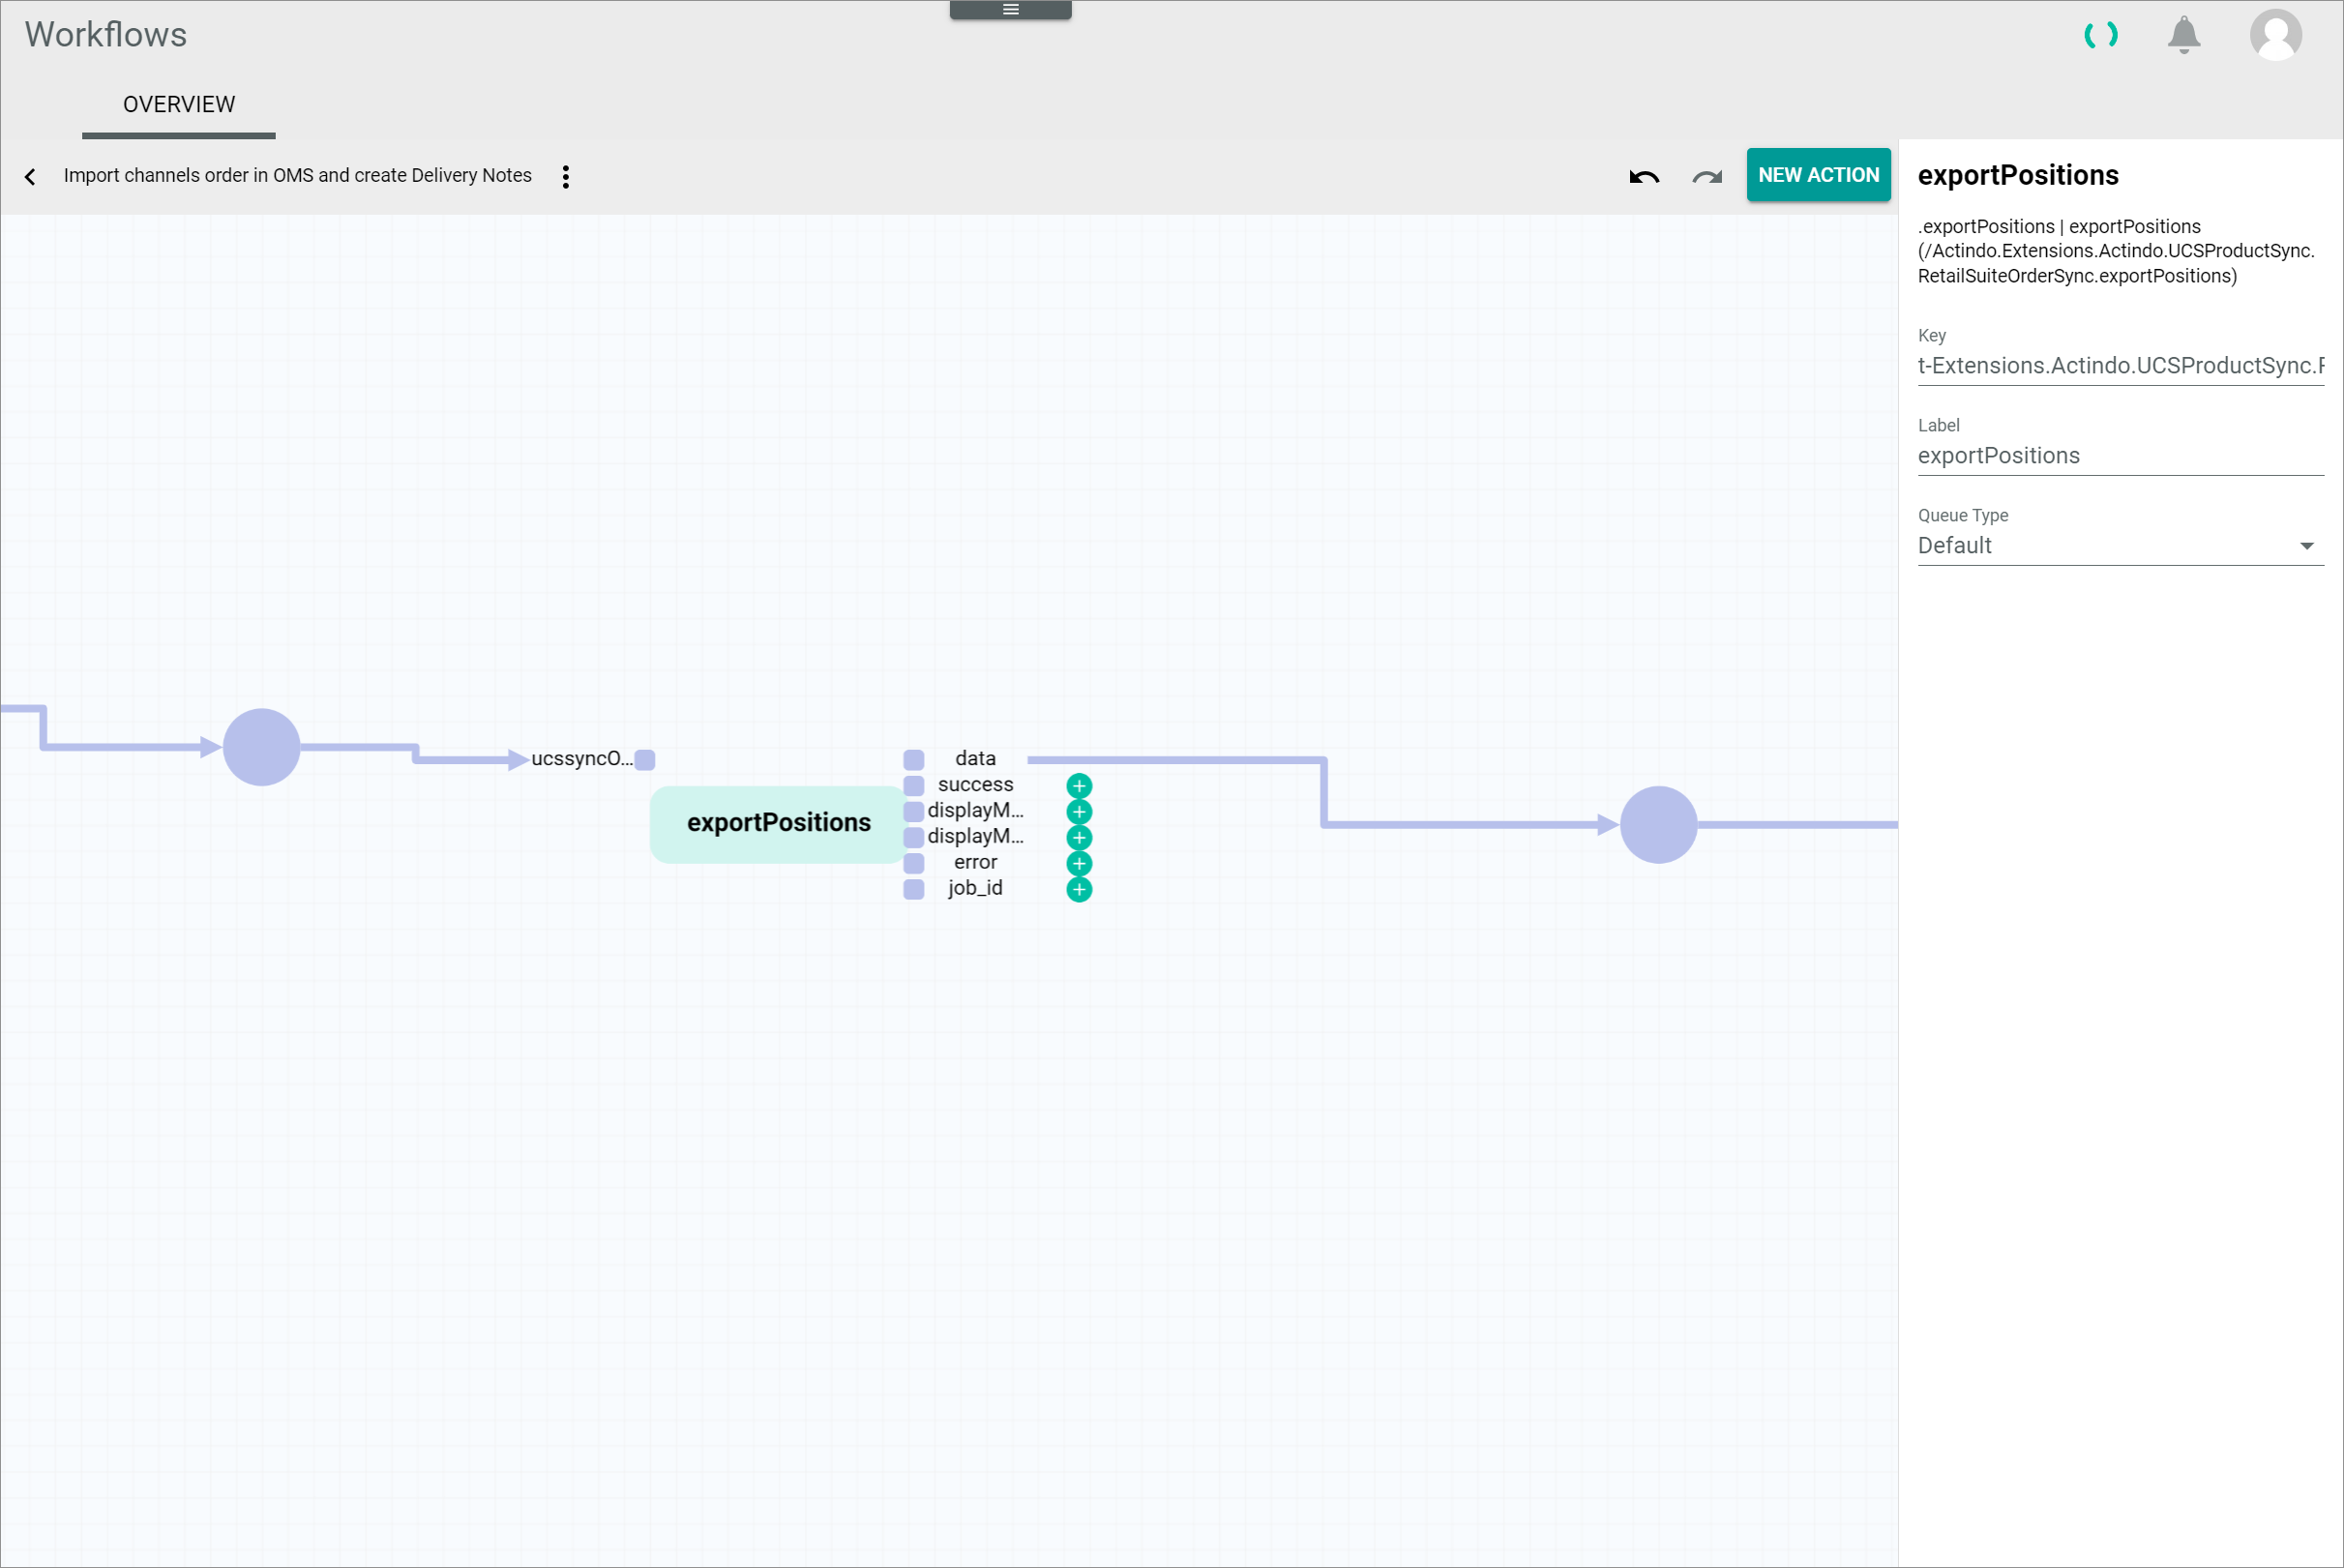 Workflows
OVERVIEW
Import channels order in OMS and create Delivery Notes
NEW ACTION
exportPositions
.exportPositions | exportPositions
(/Actindo.Extensions.Actindo.UCSProductSync.
RetailSuiteOrderSync.exportPositions)
Key
t-Extensions.Actindo.UCSProductSync.
Label
exportPositions
Queue Type
Default
ucssyncO...
exportPositions
data
success
displayM...
displayM...
error
job_id